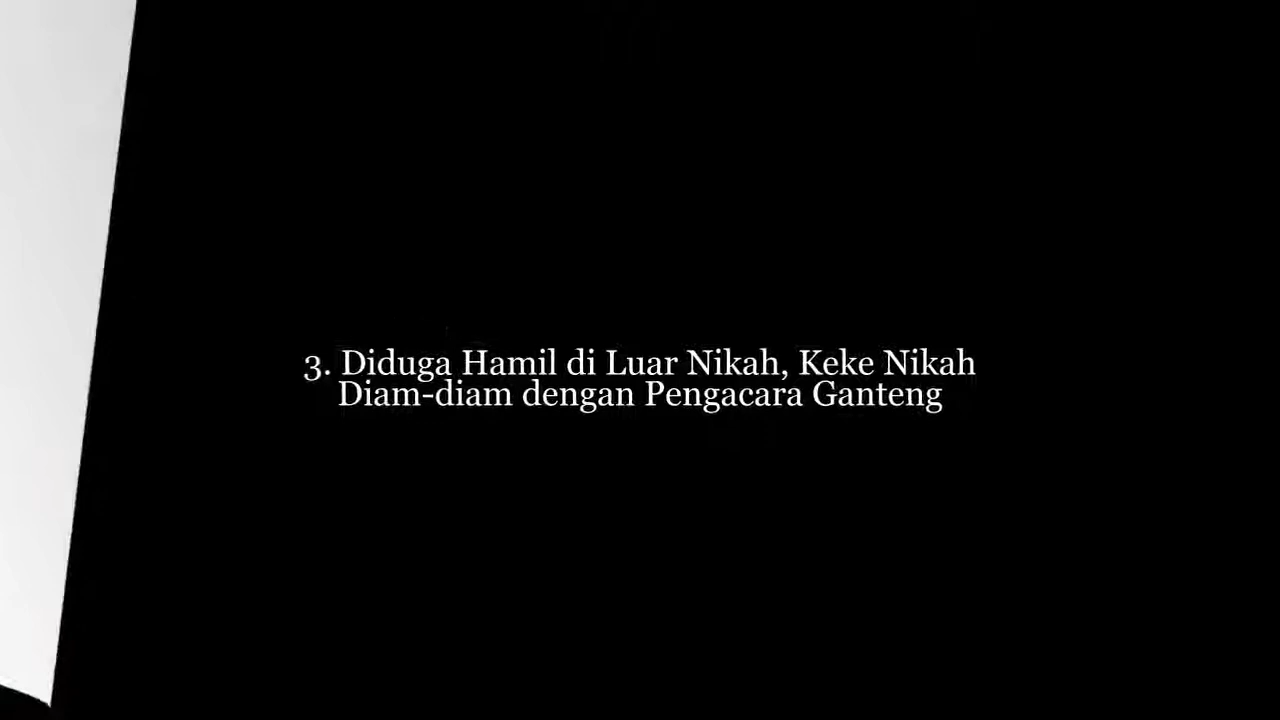 3. Diduga Hamil di Luar Nikah, Keke Nikah
Diam-diam dengan Pengacara Ganteng